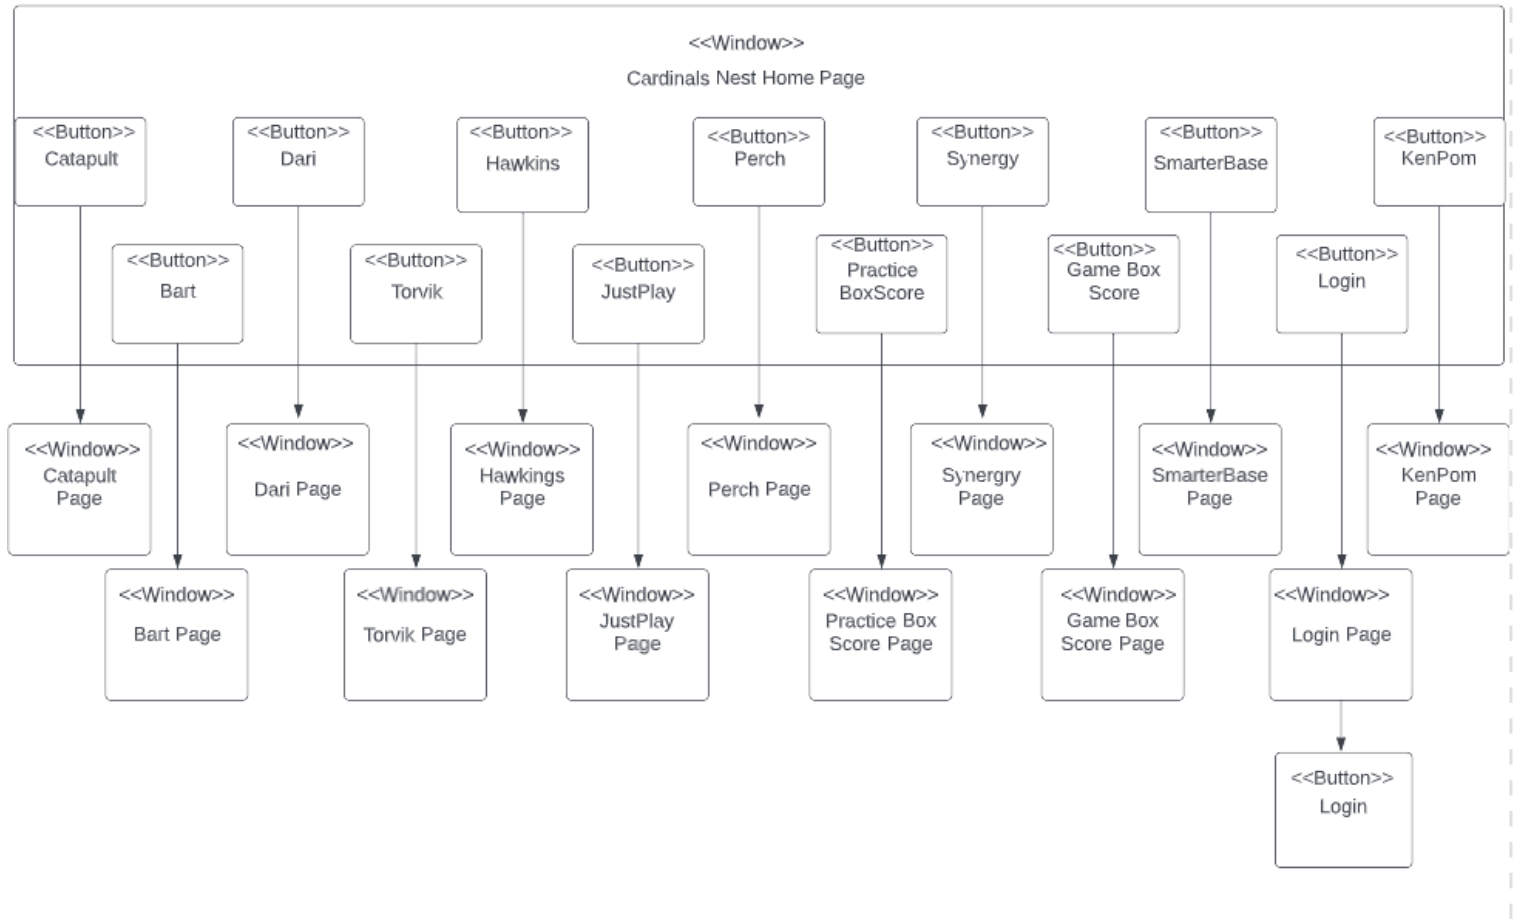 <<Window>>
Cardinals Nest Home Page
<<Button>>
Catapult
<<Button>>
Dari
<<Button>>
Hawkins
<<Button>>
Perch
<<Button>>
Synergy
<<Button>>
SmarterBase
<<Button>>
KenPom
<<Button>>
Bart
<<Button>>
Torvik
<<Button>>
JustPlay
<<Button>>
Practice
BoxScore
<<Button>>
Game Box
Score
<<Button>>
Login
<<Window>>
Catapult
Page
<<Window>>
Dari Page
<<Window>>
Hawkings
Page
<<Window>>
Perch Page
<<Window>>
Synergry
Page
<<Window>>
SmarterBase
Page
<<Window>>
KenPom
Page
<<Window>>
Bart Page
<<Window>>
Torvik Page
<<Window>>
JustPlay
Page
<<Window>>
Practice Box
Score Page
<<Window>>
Game Box
Score Page
<<Window>>
Login Page
<<Button>>
Login